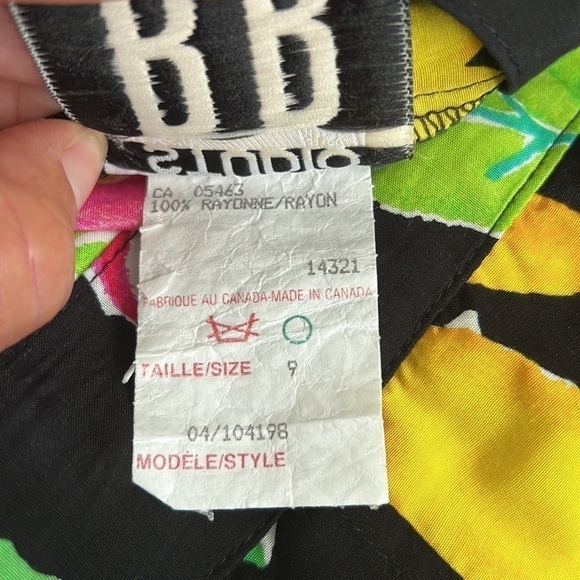 BB
STUDIO
CA 05463
100% RAYONNE/RAYON
14321
FABRIQUE AU CANADA-MADE IN CANADA
TAILLE/SIZE 9
04/104198
MODÈLE/STYLE